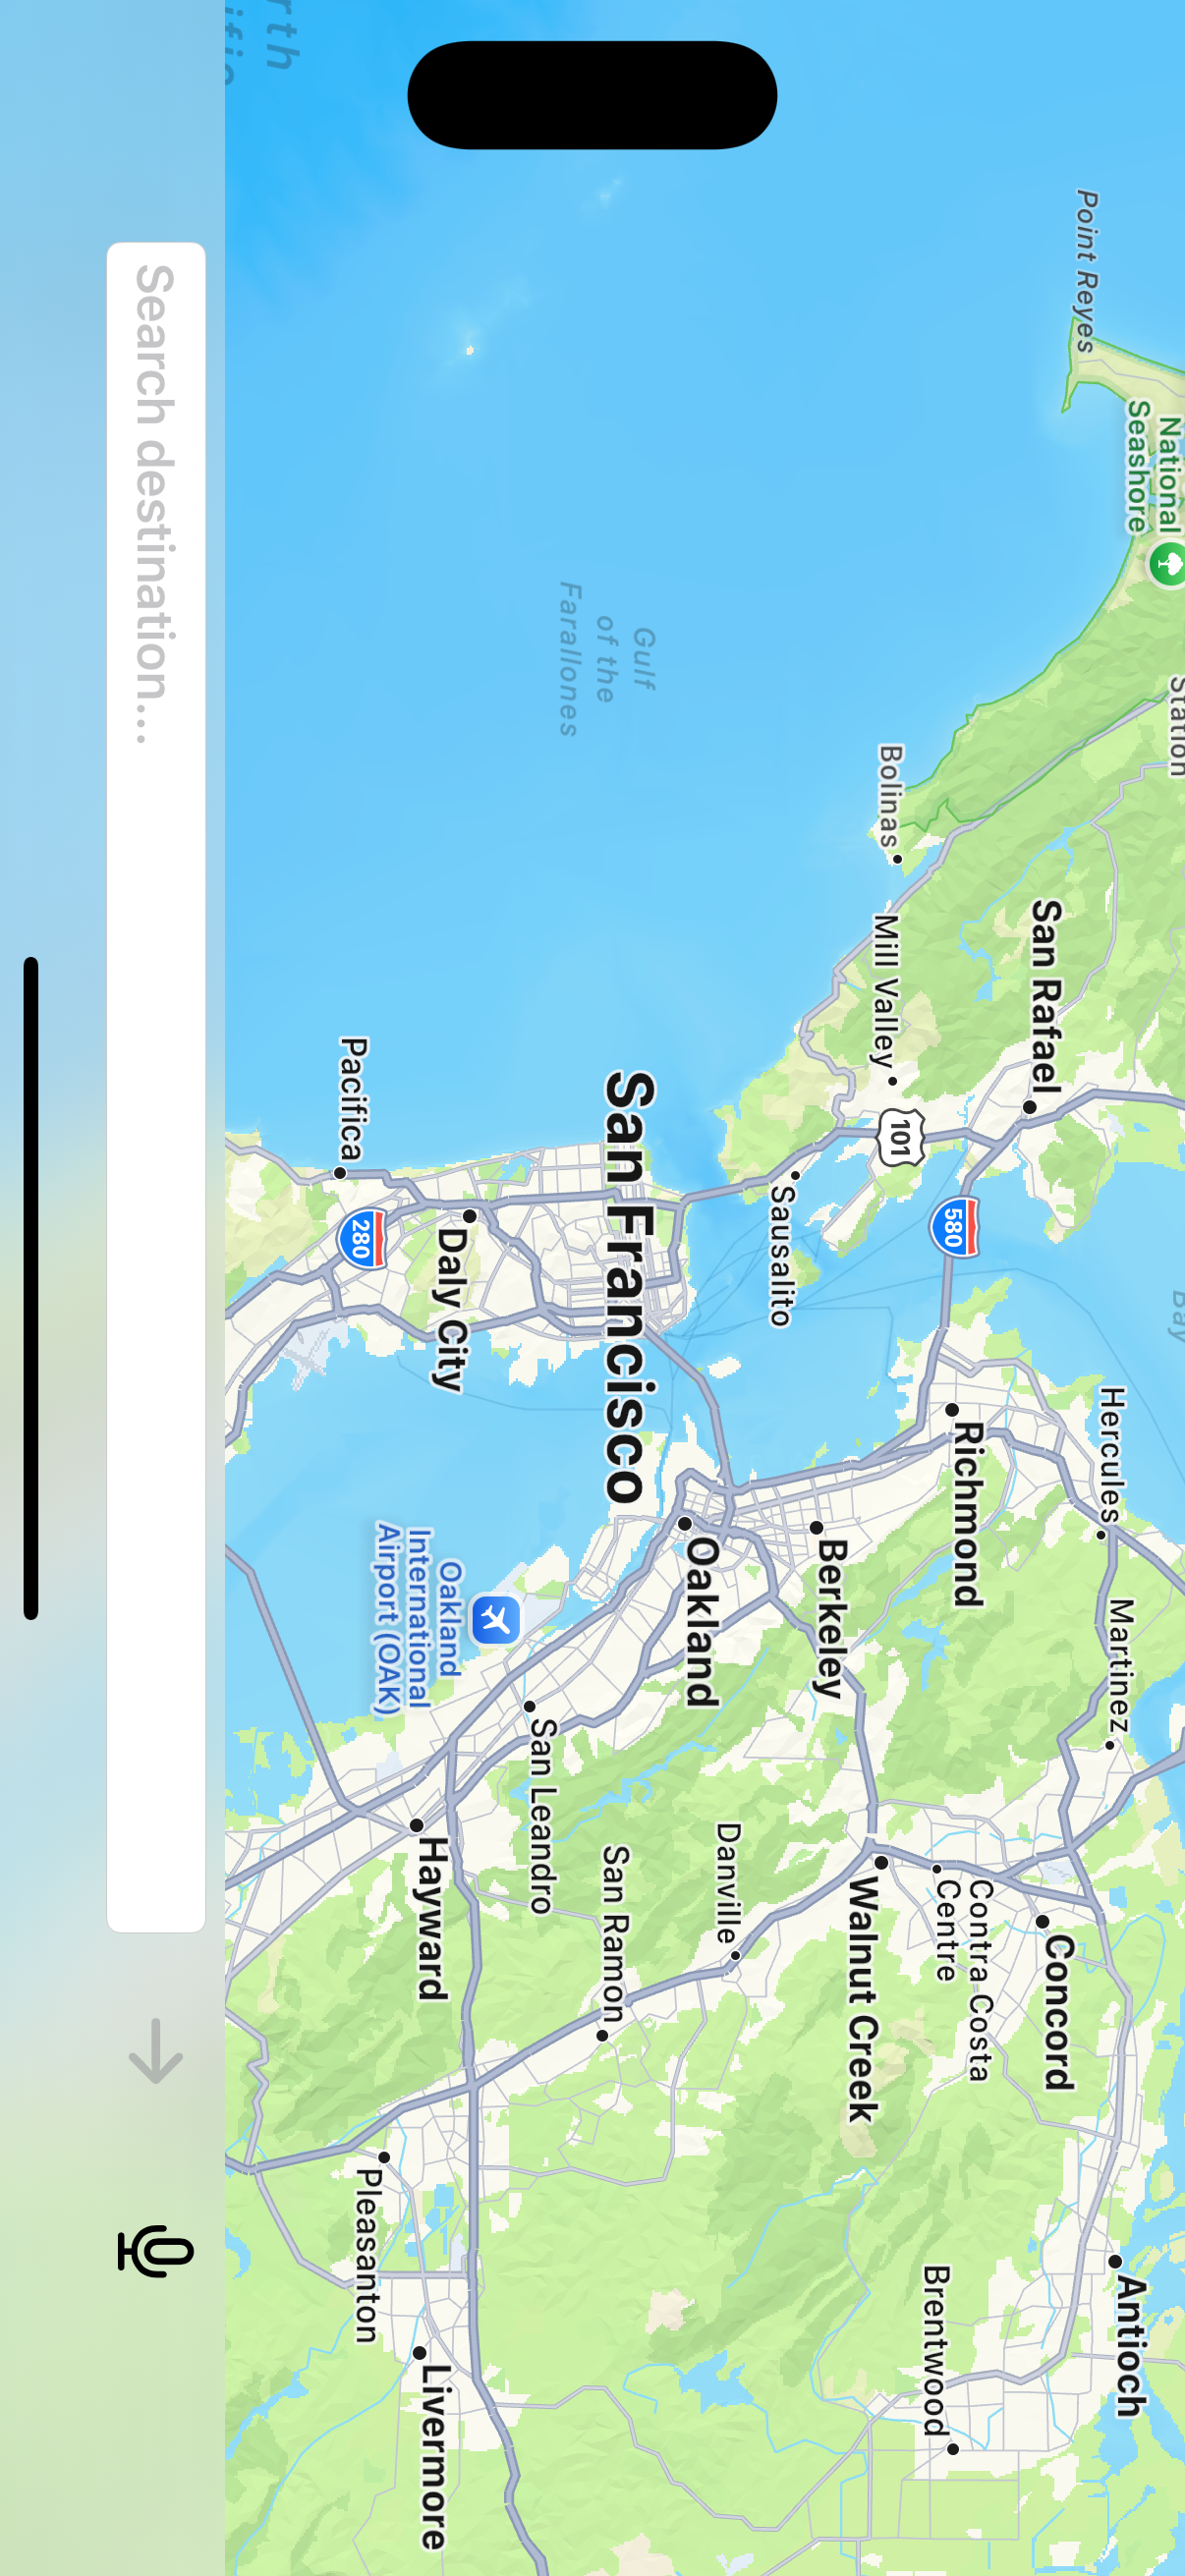 Station
Bay
Point Reyes
National
Seashore
San Rafael
Hercules
Martinez
Antioch
Concord
Contra Costa
Centre
Richmond
580
101
Mill Valley
Bolinas
Brentwood
Walnut Creek
Berkeley
Sausalito
Danville
Oakland
San Francisco
Gulf
of the
Farallones
San Ramon
San Leandro
Oakland
International
Airport (OAK)
Daly City
Hayward
Livermore
Pleasanton
280
Pacifica
Search destination...